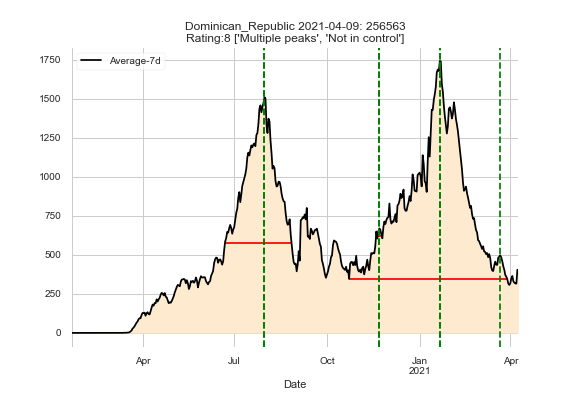 Dominican_Republic 2021-04-09: 256563
Rating:8 ['Multiple peaks', 'Not in control']
Average-7d
1750
1500
1250
1000
750
500
250
0
Apr
Jul
Oct
Jan
2021
Apr
Date